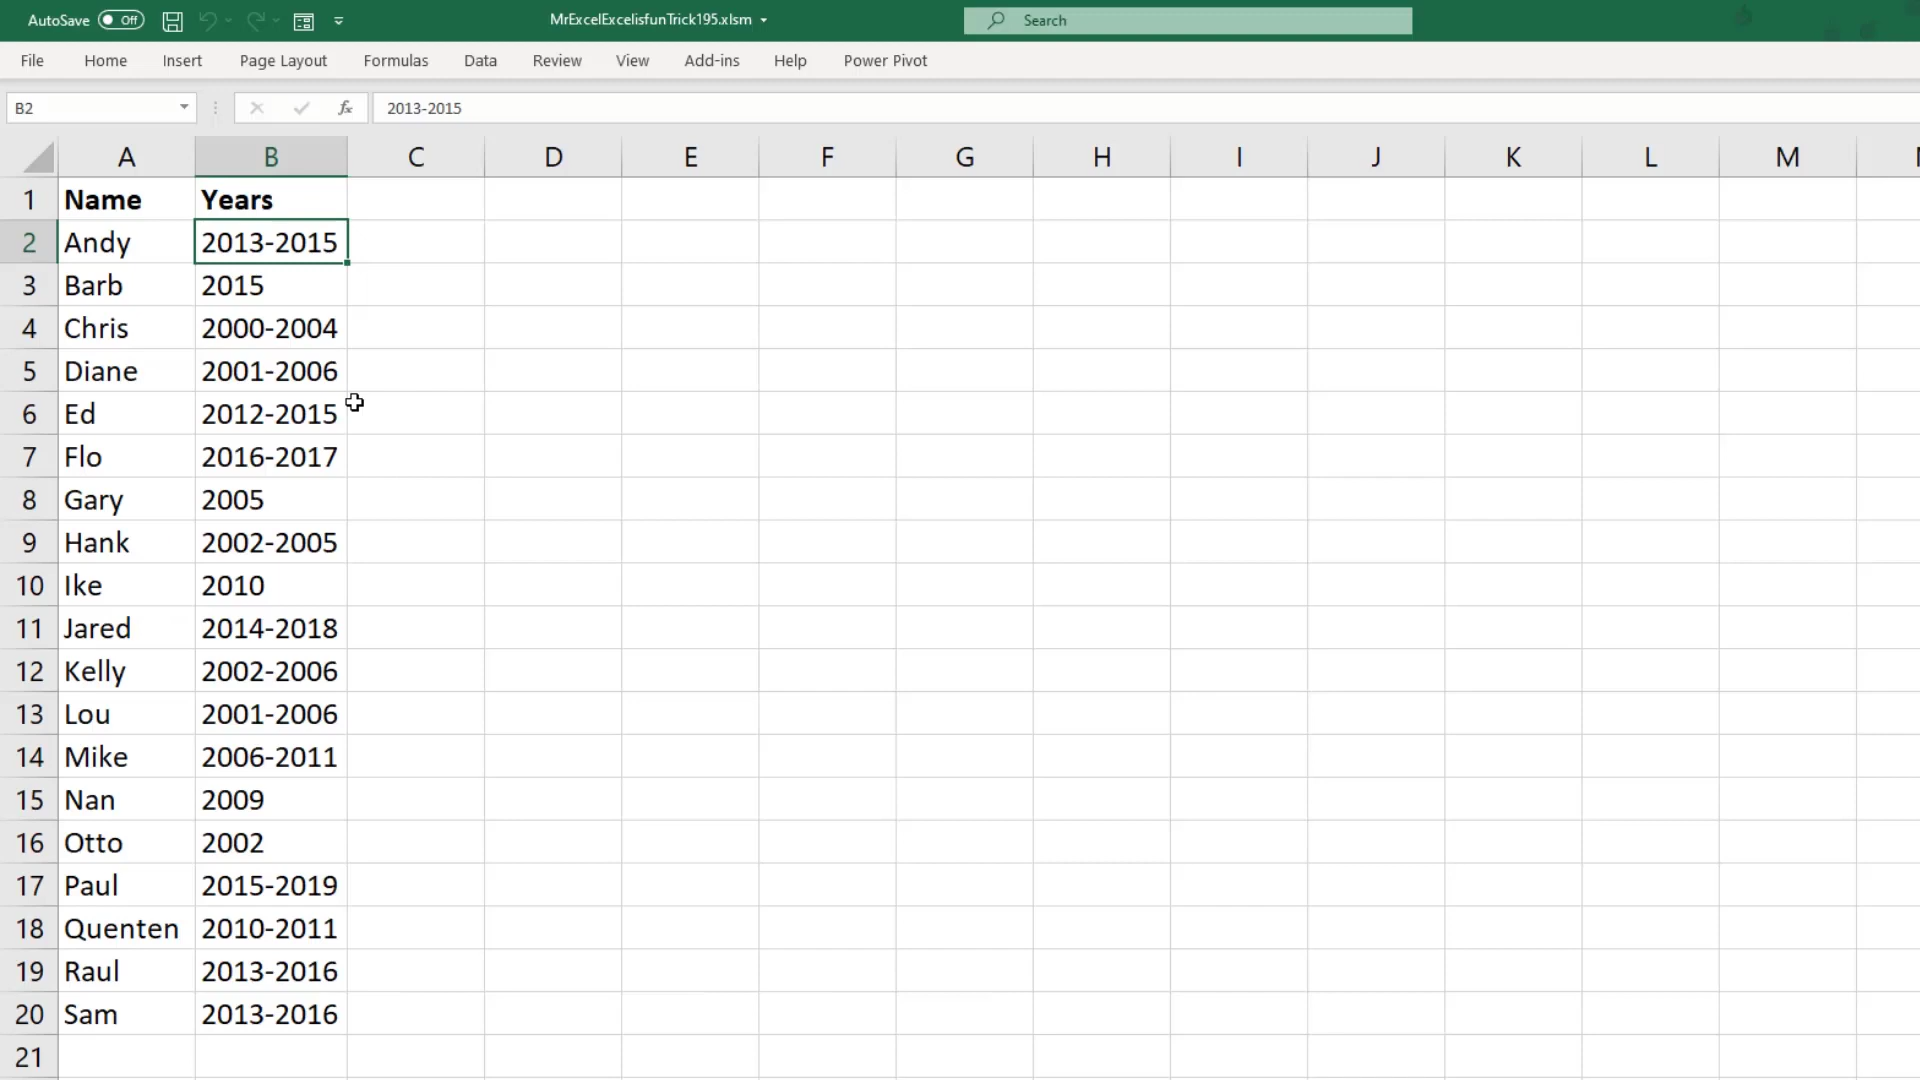 AutoSave Off MrExcelExcelisfunTrick195.xlsm Search
File Home Insert Page Layout Formulas Data Review View Add-ins Help Power Pivot
B2 fx 2013-2015
A B C D E F G H I J K L M
1 Name Years
2 Andy 2013-2015
3 Barb 2015
4 Chris 2000-2004
5 Diane 2001-2006
6 Ed 2012-2015
7 Flo 2016-2017
8 Gary 2005
9 Hank 2002-2005
10 Ike 2010
11 Jared 2014-2018
12 Kelly 2002-2006
13 Lou 2001-2006
14 Mike 2006-2011
15 Nan 2009
16 Otto 2002
17 Paul 2015-2019
18 Quenten 2010-2011
19 Raul 2013-2016
20 Sam 2013-2016
21